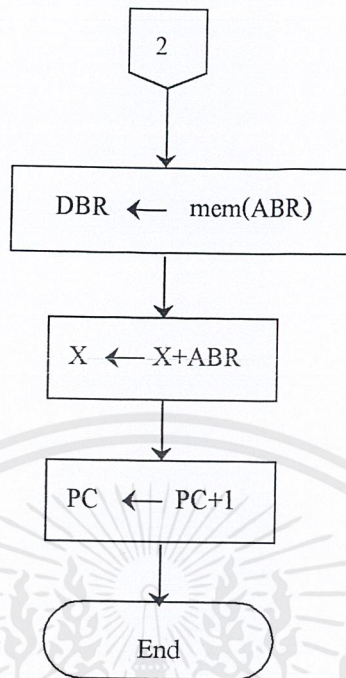 2
DBR ← mem(ABR)
X ← X+ABR
PC ← PC+1
End